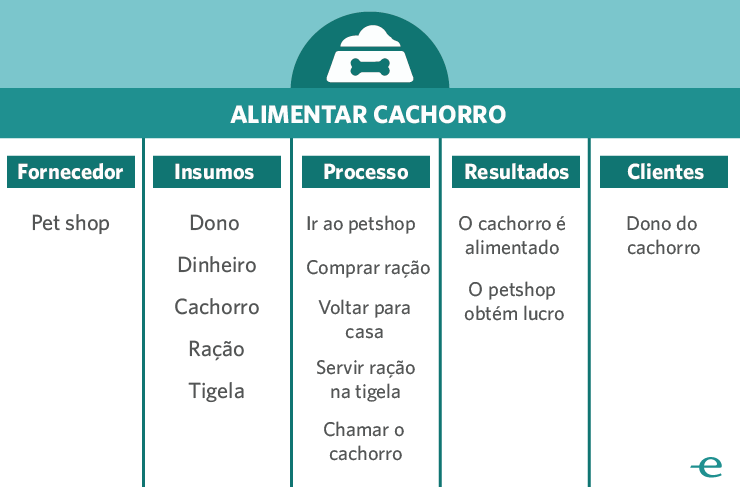 ALIMENTAR CACHORRO
Fornecedor
Pet shop
Insumos
Dono
Dinheiro
Cachorro
Ração
Tigela
Processo
Ir ao petshop
Comprar ração
Voltar para
casa
Servir ração
na tigela
Chamar o
cachorro
Resultados
O cachorro é
alimentado
O petshop
obtém lucro
Clientes
Dono do
cachorro
e